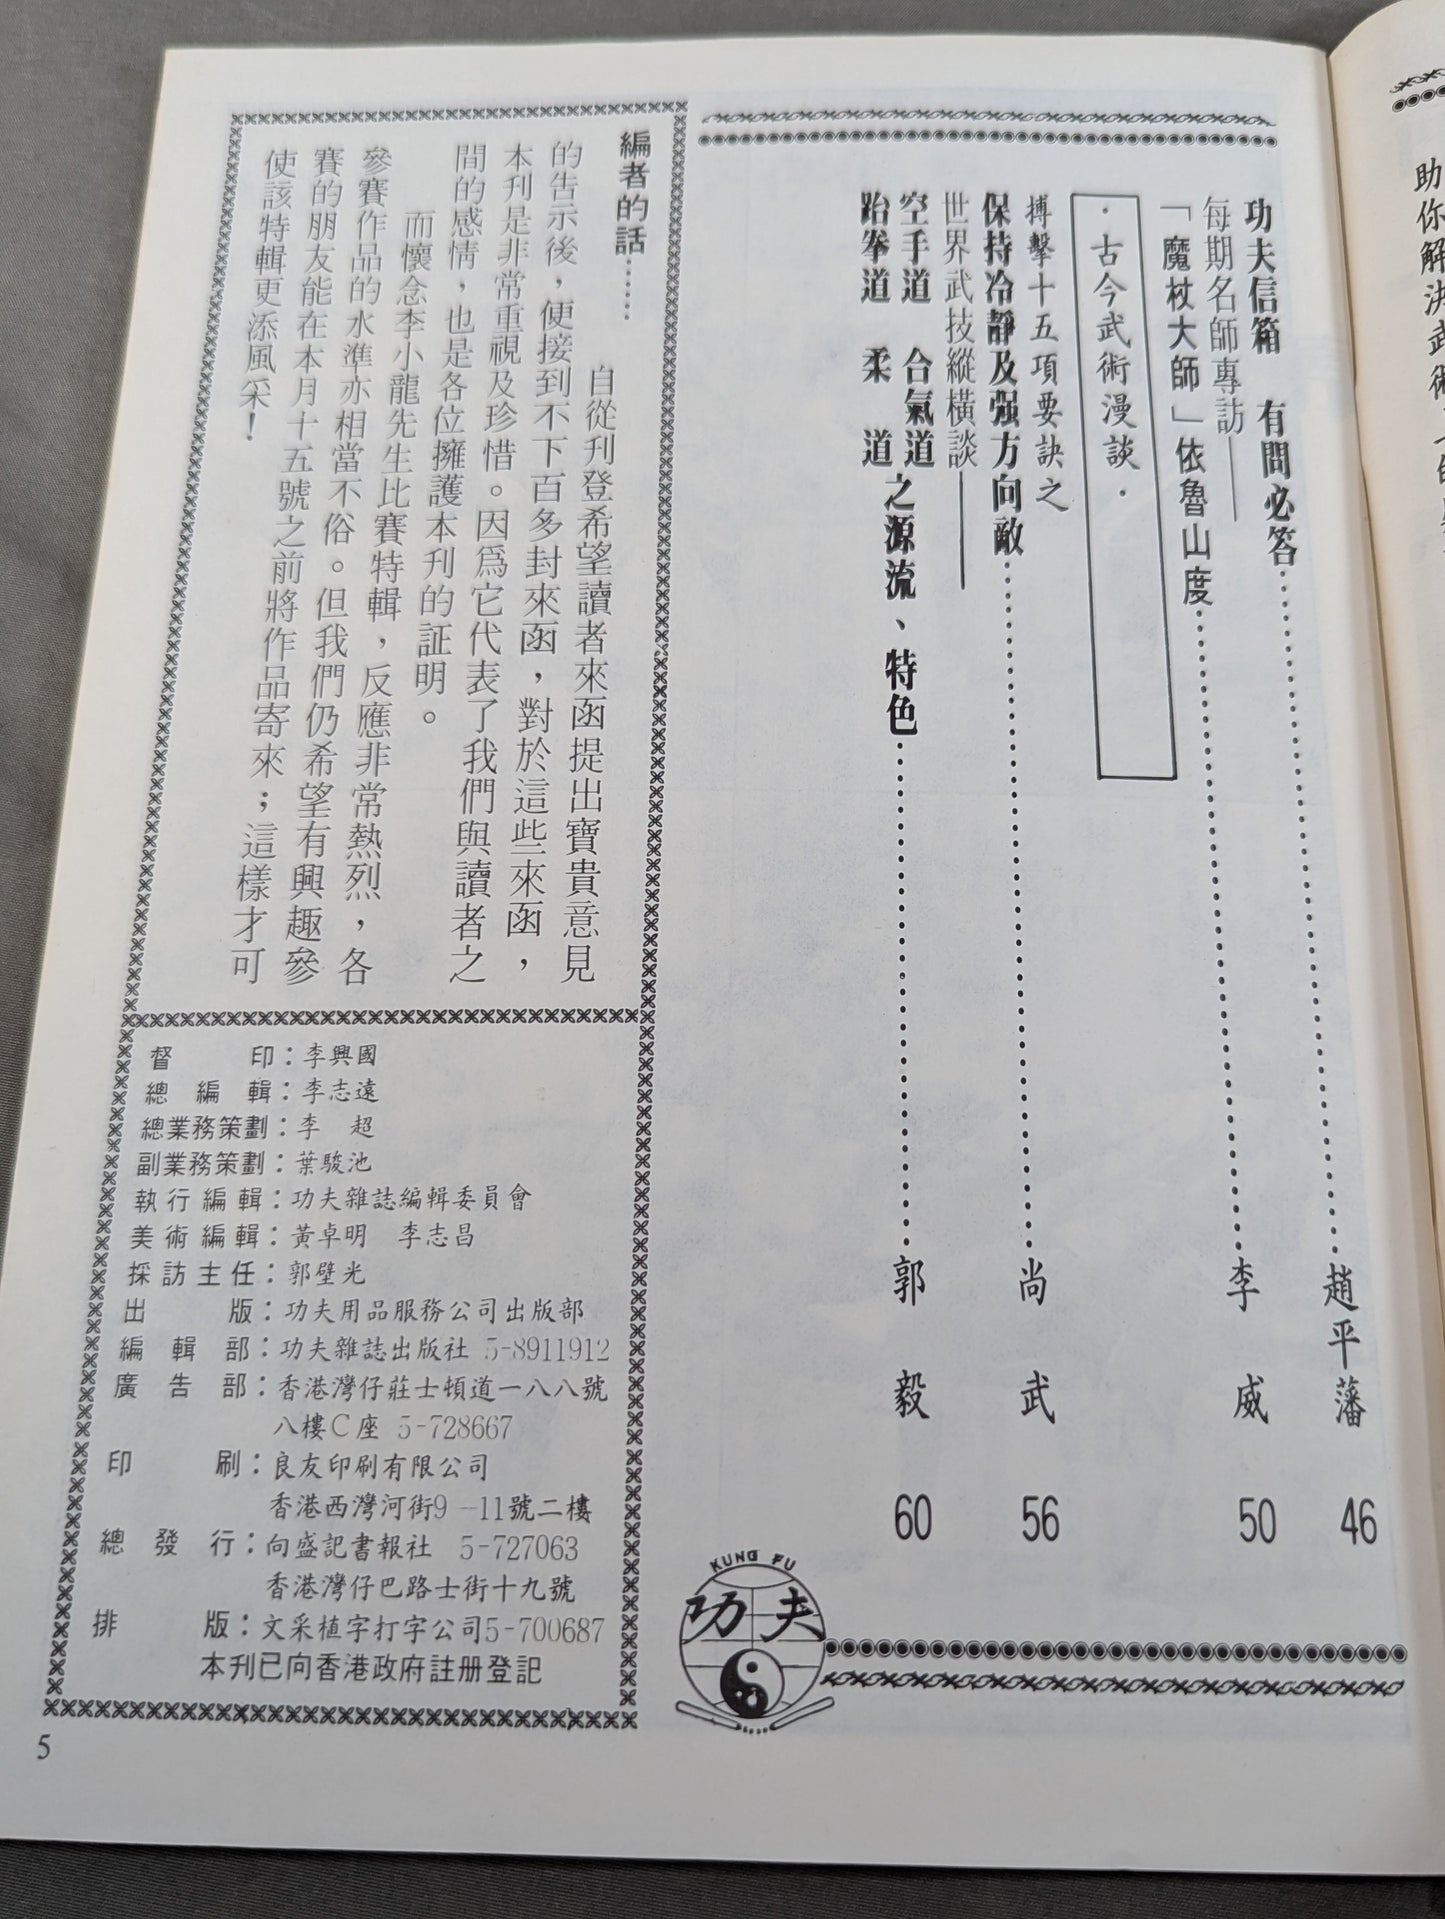 功夫信箱　有問必答……趙平藩　46
每期名師專訪——
「魔杖大師」依魯山度……李　威　50
·古今武術漫談·
搏擊十五項要訣之
保持冷靜及强方向敵……尚　武　56
世界武技縱橫談——
空手道　合氣道
跆拳道　柔　道
之源流、特色……郭　毅　60
編者的話……
自從刊登希望讀者來函提出寶貴意見
的告示後，便接到不下百多封來函，對於這些來函，
本刊是非常重視及珍惜。因爲它代表了我們與讀者之
間的感情，也是各位擁護本刊的証明。
而懷念李小龍先生比賽特輯，反應非常熱烈，各
參賽作品的水準亦相當不俗。但我們仍希望有興趣參
賽的朋友能在本月十五號之前將作品寄來；這樣才可
使該特輯更添風采！
督印：李興國
總編輯：李志遠
總業務策劃：李　超
副業務策劃：葉駿池
執行編輯：功夫雜誌編輯委員會
美術編輯：黃卓明　李志昌
採訪主任：郭壁光
出版：功夫用品服務公司出版部
編輯部：功夫雜誌出版社 5-8911912
廣告部：香港灣仔莊士頓道一八八號
八樓C座 5-728667
印刷：良友印刷有限公司
香港西灣河街9－11號二樓
總發行：向盛記書報社 5-727063
香港灣仔巴路士街十九號
排版：文采植字打字公司5-700687
本刊已向香港政府註册登記
KUNG FU
功夫
5